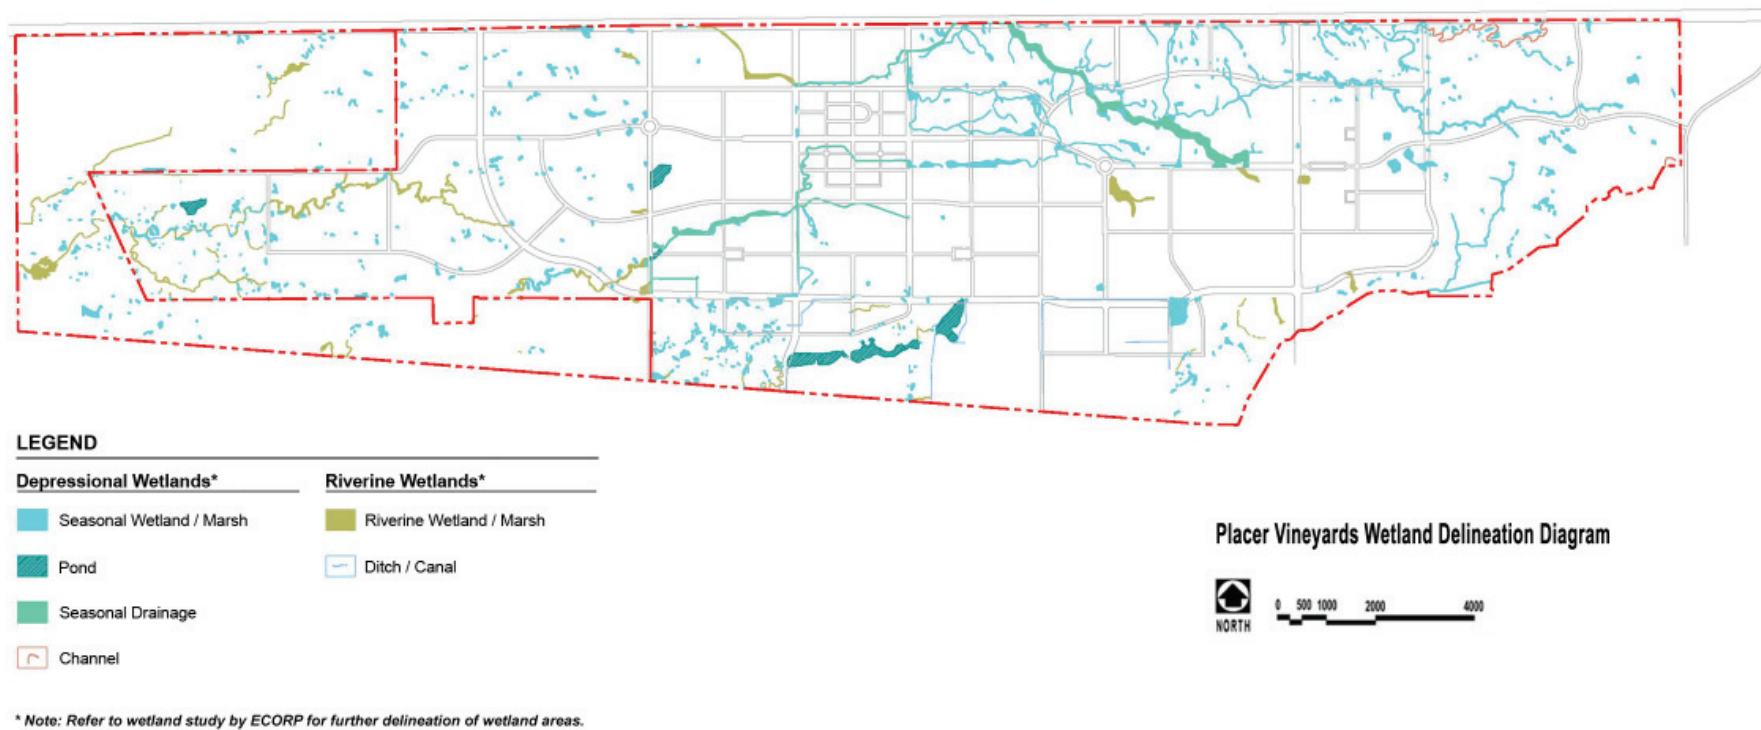 LEGEND
Depressional Wetlands*
Seasonal Wetland / Marsh
Pond
Seasonal Drainage
Channel
Riverine Wetlands*
Riverine Wetland / Marsh
Ditch / Canal
* Note: Refer to wetland study by ECORP for further delineation of wetland areas.
Placer Vineyards Wetland Delineation Diagram
NORTH
0 500 1000 2000 4000